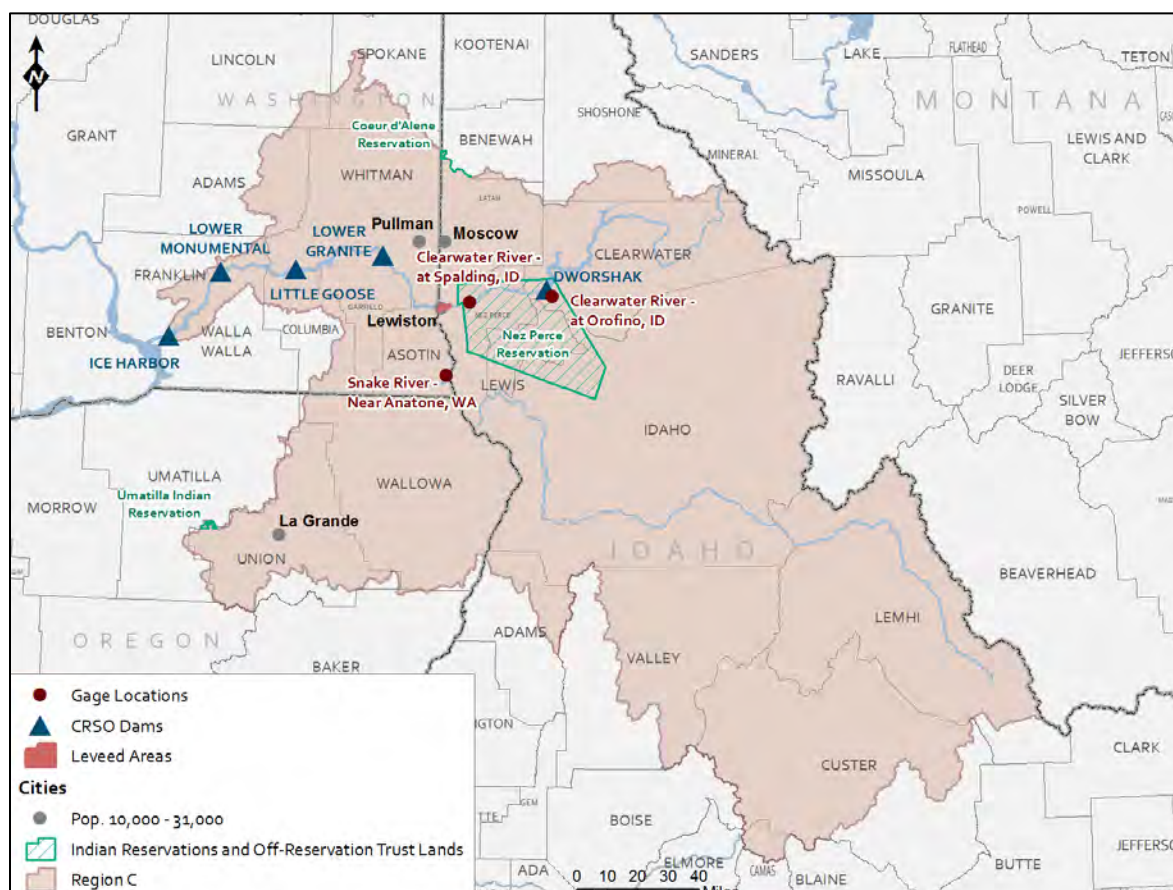 DOUGLAS
LINCOLN
SPOKANE
KOOTENAI
SANDERS
LAKE
FLATHEAD
TETON
N
WASHINGTON
MONTANA
GRANT
Coeur d'Alene
Reservation
BENEWAH
SHOSHONE
MINERAL
LEWIS AND
CLARK
MISSOULA
ADAMS
WHITMAN
LATAH
POWELL
Pullman
Moscow
LOWER
MONUMENTAL
LOWER
GRANITE
Clearwater River -
at Spalding, ID
CLEARWATER
FRANKLIN
LITTLE GOOSE
DWORSHAK
Clearwater River -
at Orofino, ID
GRANITE
BENTON
WALLA
WALLA
COLUMBIA
GARFIELD
Lewiston
NEZ PERCE
Nez Perce
Reservation
ICE HARBOR
ASOTIN
JEFFERS
Snake River -
Near Anatone, WA
LEWIS
RAVALLI
DEER
LODGE
SILVER
BOW
IDAHO
UMATILLA
WALLOWA
MORROW
Umatilla Indian
Reservation
La Grande
UNION
IDAHO
BEAVERHEAD
OREGON
ADAMS
LEMHI
BAKER
VALLEY
Gage Locations
CRSO Dams
Leveed Areas
Cities
Pop. 10,000 - 31,000
Indian Reservations and Off-Reservation Trust Lands
Region C
NGTON
CLARK
CUSTER
GEM
TTE
BOISE
JEFFERSO
ELMORE
BUTTE
ADA
CAMAS
BLAINE
0 10 20 30 40
Miles